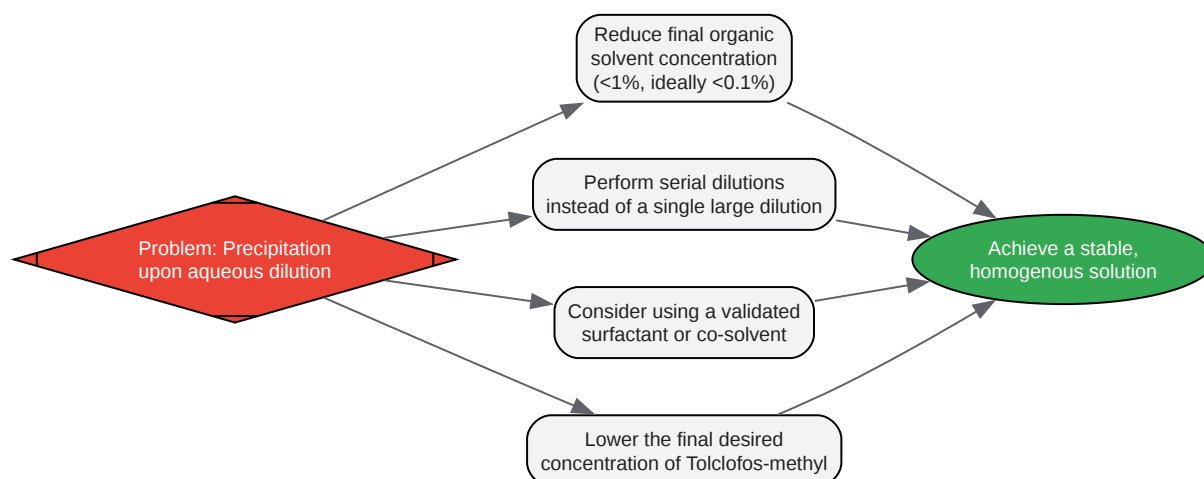 Reduce final organic
solvent concentration
(<1%, ideally <0.1%)
Perform serial dilutions
instead of a single large dilution
Problem: Precipitation
upon aqueous dilution
Achieve a stable,
homogenous solution
Consider using a validated
surfactant or co-solvent
Lower the final desired
concentration of Tolclofos-methyl